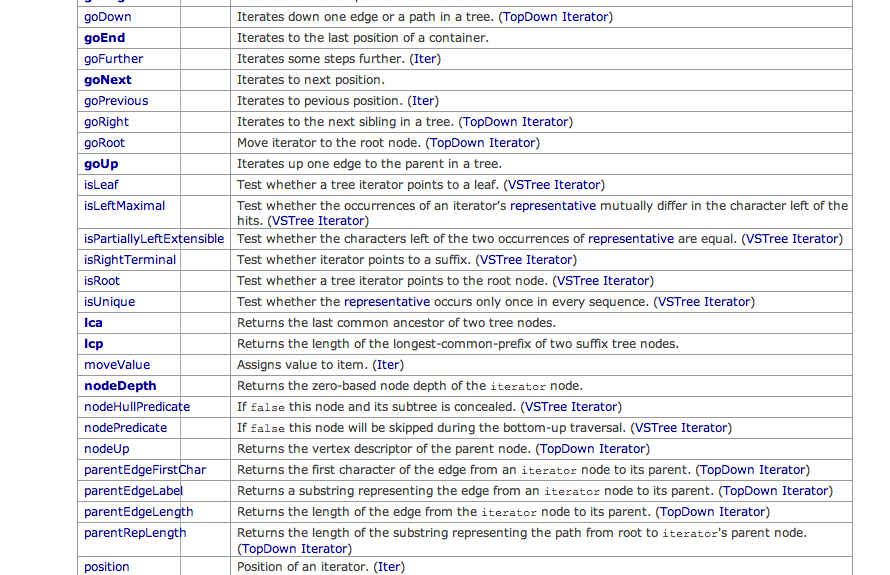 goDown Iterates down one edge or a path in a tree. (TopDown Iterator)
goEnd Iterates to the last position of a container.
goFurther Iterates some steps further. (Iter)
goNext Iterates to next position.
goPrevious Iterates to pevious position. (Iter)
goRight Iterates to the next sibling in a tree. (TopDown Iterator)
goRoot Move iterator to the root node. (TopDown Iterator)
goUp Iterates up one edge to the parent in a tree.
isLeaf Test whether a tree iterator points to a leaf. (VSTree Iterator)
isLeftMaximal Test whether the occurrences of an iterator's representative mutually differ in the character left of the
hits. (VSTree Iterator)
isPartiallyLeftExtensible Test whether the characters left of the two occurrences of representative are equal. (VSTree Iterator)
isRightTerminal Test whether iterator points to a suffix. (VSTree Iterator)
isRoot Test whether a tree iterator points to the root node. (VSTree Iterator)
isUnique Test whether the representative occurs only once in every sequence. (VSTree Iterator)
lca Returns the last common ancestor of two tree nodes.
lcp Returns the length of the longest-common-prefix of two suffix tree nodes.
moveValue Assigns value to item. (Iter)
nodeDepth Returns the zero-based node depth of the iterator node.
nodeHullPredicate If false this node and its subtree is concealed. (VSTree Iterator)
nodePredicate If false this node will be skipped during the bottom-up traversal. (VSTree Iterator)
nodeUp Returns the vertex descriptor of the parent node. (TopDown Iterator)
parentEdgeFirstChar Returns the first character of the edge from an iterator node to its parent. (TopDown Iterator)
parentEdgeLabel Returns a substring representing the edge from an iterator node to its parent. (TopDown Iterator)
parentEdgeLength Returns the length of the edge from the iterator node to its parent. (TopDown Iterator)
parentRepLength Returns the length of the substring representing the path from root to iterator's parent node.
(TopDown Iterator)
position Position of an iterator. (Iter)